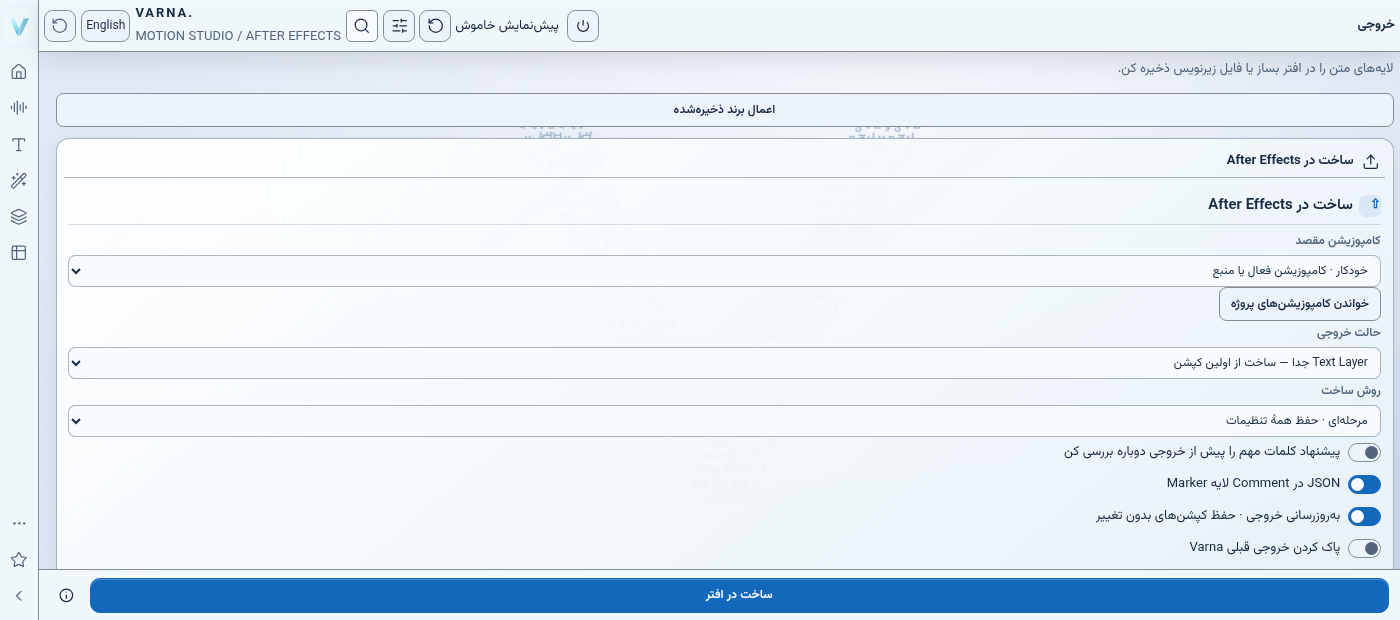 خروجی
پیش‌نمایش خاموش
VARNA.
MOTION STUDIO / AFTER EFFECTS
English
لایه‌های متن را در افتر بساز یا فایل زیرنویس ذخیره کن.
اعمال برند ذخیره‌شده
ساخت در After Effects
ساخت در After Effects
کامپوزیشن مقصد
خودکار · کامپوزیشن فعال یا منبع
خواندن کامپوزیشن‌های پروژه
حالت خروجی
Text Layer جدا — ساخت از اولین کپشن
روش ساخت
مرحله‌ای · حفظ همهٔ تنظیمات
پیشنهاد کلمات مهم را پیش از خروجی دوباره بررسی کن
JSON در Comment لایه Marker
به‌روزرسانی خروجی · حفظ کپشن‌های بدون تغییر
پاک کردن خروجی قبلی Varna
ساخت در افتر